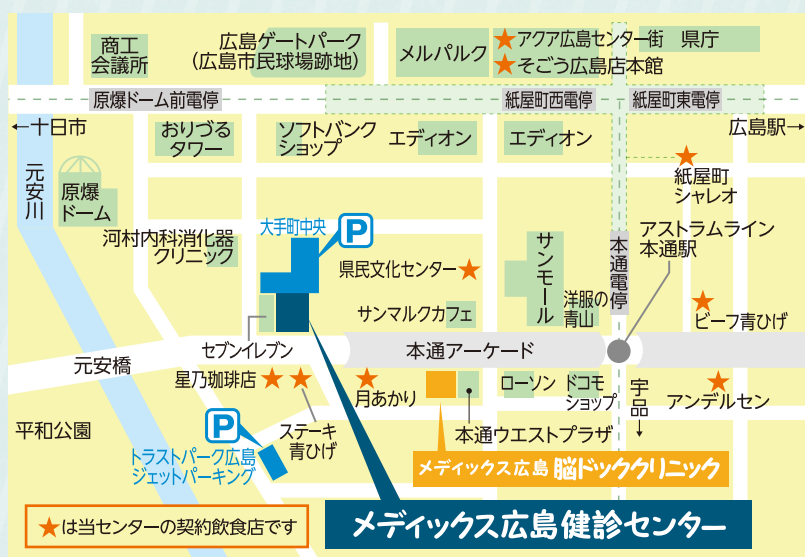 商工
会議所
広島ゲートパーク
(広島市民球場跡地)
メルパルク
★アクア広島センター街
県庁
★そごう広島店本館
原爆ドーム前電停
紙屋町西電停
紙屋町東電停
←十日市
おりづる
タワー
ソフトバンク
ショップ
エディオン
エディオン
広島駅→
元安川
原爆
ドーム
★
紙屋町
シャレオ
大手町中央
P
河村内科消化器
クリニック
県民文化センター★
サンモール
本通電停
アストラムライン
本通駅
サンマルクカフェ
洋服の
青山
★
ビーフ青ひげ
セブンイレブン
本通アーケード
元安橋
星乃珈琲店★
★
ステーキ
青ひげ
★
月あかり
ローソン
ドコモ
ショップ
宇品↓
★
アンデルセン
平和公園
P
トラストパーク広島
ジェットパーキング
本通ウエストプラザ
メディックス広島 脳ドッククリニック
★は当センターの契約飲食店です
メディックス広島健診センター